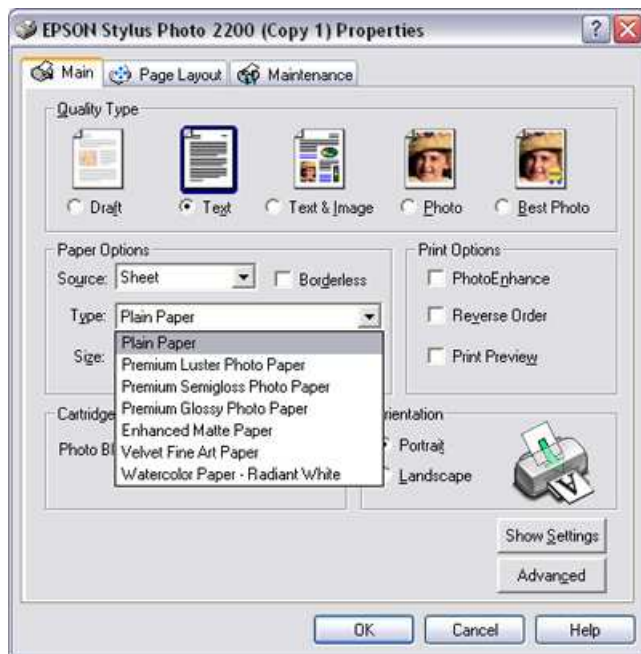 EPSON Stylus Photo 2200 (Copy 1) Properties
Main Page Layout Maintenance
Quality Type
Draft Text Text & Image Photo Best Photo
Paper Options
Source: Sheet Borderless
Type: Plain Paper
Plain Paper
Premium Luster Photo Paper
Premium Semigloss Photo Paper
Premium Glossy Photo Paper
Enhanced Matte Paper
Velvet Fine Art Paper
Watercolor Paper - Radiant White
Size:
Print Options
PhotoEnhance
Reverse Order
Print Preview
Cartridge
Photo Bl
rientation
Portrait
Landscape
A
Show Settings
Advanced
OK Cancel Help